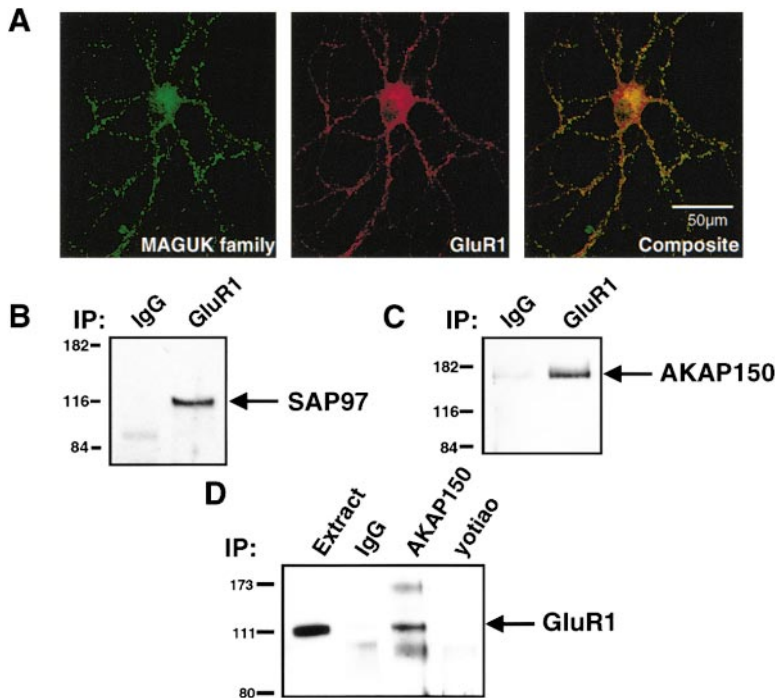 A
MAGUK family
GluR1
50μm
Composite
B
IP: IgG GluR1
182
116
84
SAP97
C
IP: IgG GluR1
182
116
84
AKAP150
D
IP: Extract IgG AKAP150 yotiao
173
111
80
GluR1